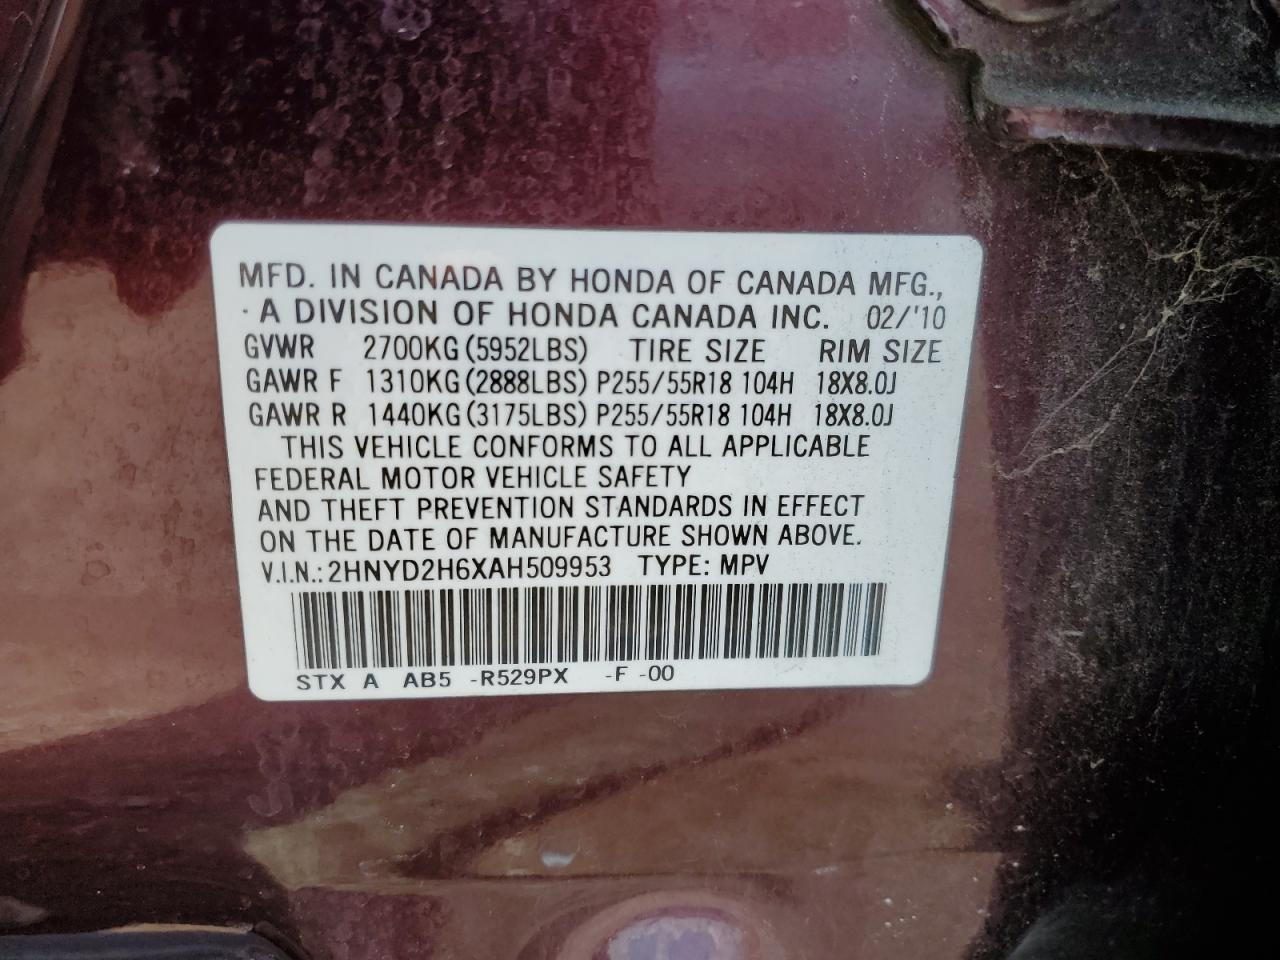 MFD. IN CANADA BY HONDA OF CANADA MFG.,
A DIVISION OF HONDA CANADA INC. 02/'10
GVWR 2700KG (5952LBS) TIRE SIZE RIM SIZE
GAWR F 1310KG (2888LBS) P255/55R18 104H 18X8.0J
GAWR R 1440KG (3175LBS) P255/55R18 104H 18X8.0J
THIS VEHICLE CONFORMS TO ALL APPLICABLE
FEDERAL MOTOR VEHICLE SAFETY
AND THEFT PREVENTION STANDARDS IN EFFECT
ON THE DATE OF MANUFACTURE SHOWN ABOVE.
V.I.N.: 2HNYD2H6XAH509953 TYPE: MPV
STX A AB5 -R529PX -F -00